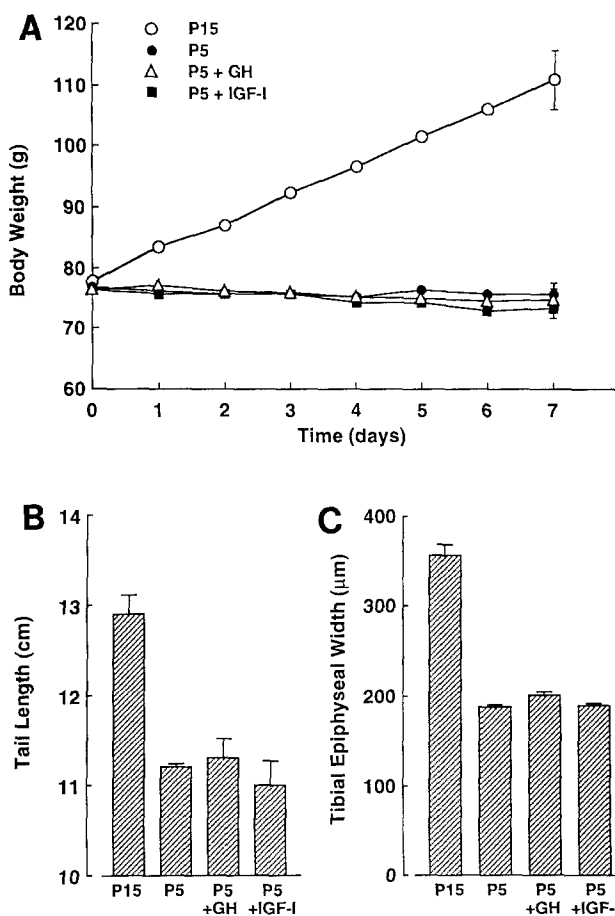 A
P15
P5
P5 + GH
P5 + IGF-I
120
110
100
90
80
70
60
Body Weight (g)
0 1 2 3 4 5 6 7
Time (days)
B
14
13
12
11
10
Tail Length (cm)
P15 P5 P5 P5
+GH +IGF-I
C
400
300
200
100
0
Tibial Epiphyseal Width (µm)
P15 P5 P5 P5
+GH +IGF-